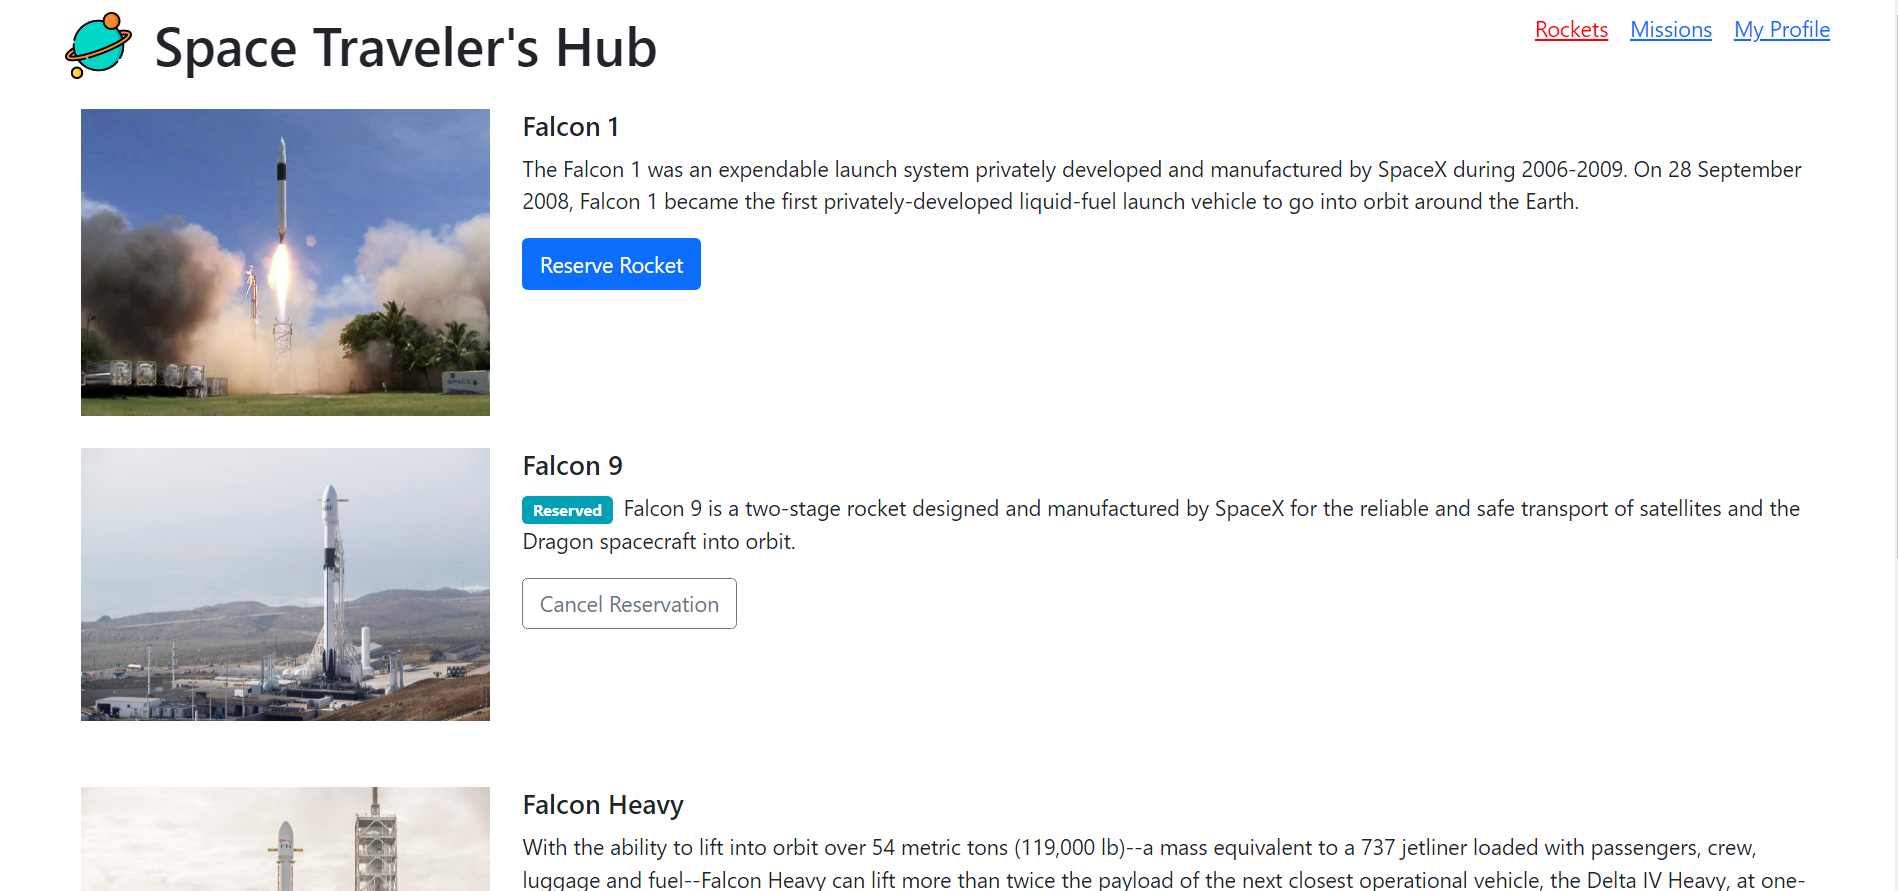 Space Traveler's Hub
Rockets Missions My Profile
Falcon 1
The Falcon 1 was an expendable launch system privately developed and manufactured by SpaceX during 2006-2009. On 28 September
2008, Falcon 1 became the first privately-developed liquid-fuel launch vehicle to go into orbit around the Earth.
Reserve Rocket
Falcon 9
Reserved Falcon 9 is a two-stage rocket designed and manufactured by SpaceX for the reliable and safe transport of satellites and the
Dragon spacecraft into orbit.
Cancel Reservation
Falcon Heavy
With the ability to lift into orbit over 54 metric tons (119,000 lb)--a mass equivalent to a 737 jetliner loaded with passengers, crew,
luggage and fuel--Falcon Heavy can lift more than twice the payload of the next closest operational vehicle, the Delta IV Heavy, at one-